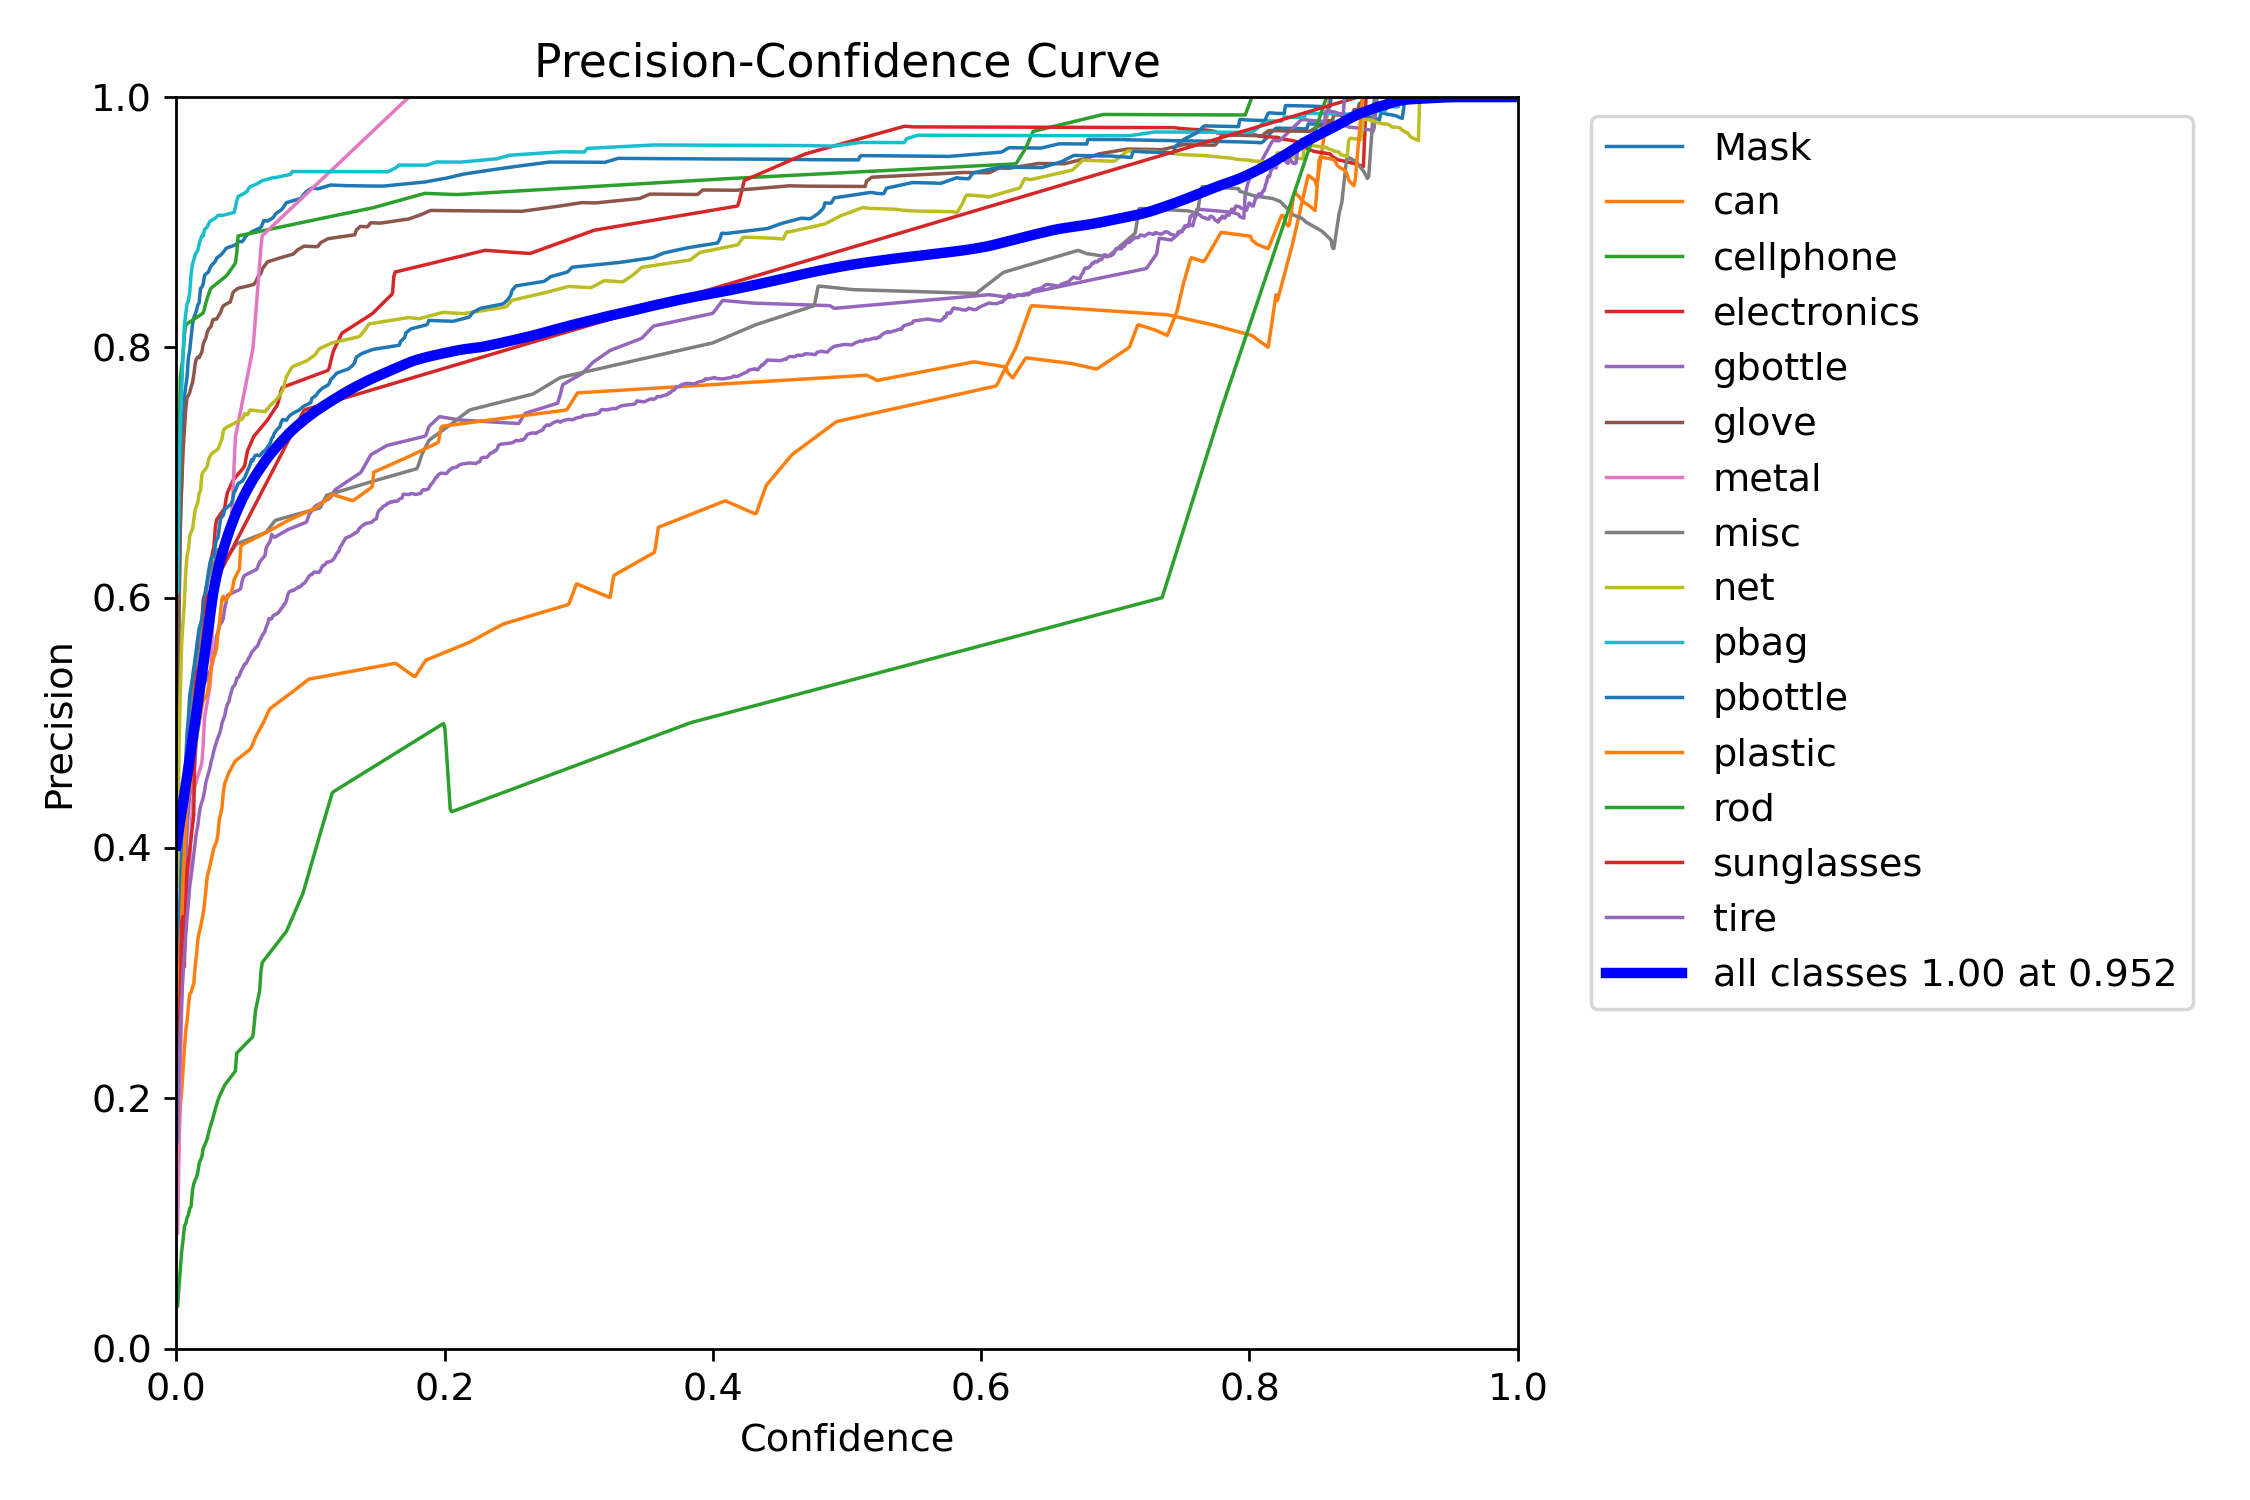 Precision-Confidence Curve
1.0
0.8
0.6
0.4
0.2
0.0
Precision
0.0 0.2 0.4 0.6 0.8 1.0
Confidence
Mask
can
cellphone
electronics
gbottle
glove
metal
misc
net
pbag
pbottle
plastic
rod
sunglasses
tire
all classes 1.00 at 0.952